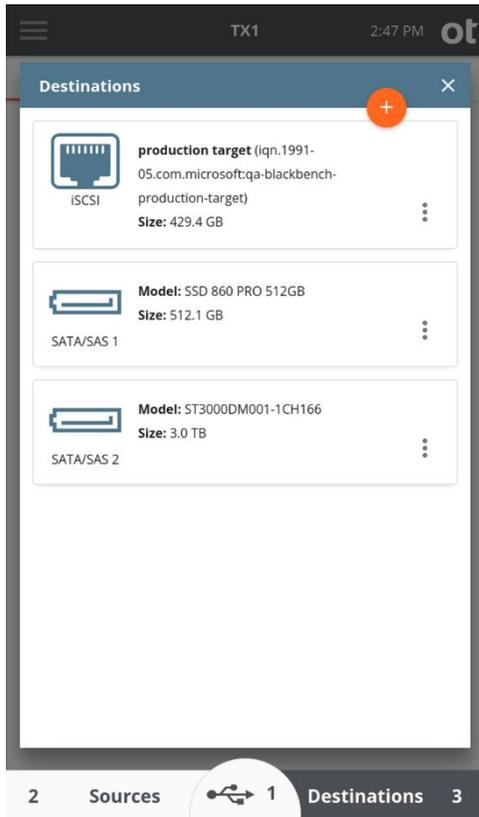 TX1
2:47 PM
ot
Destinations
production target (iqn.1991-
05.com.microsoft:qa-blackbench-
production-target)
Size: 429.4 GB
iSCSI
Model: SSD 860 PRO 512GB
Size: 512.1 GB
SATA/SAS 1
Model: ST3000DM001-1CH166
Size: 3.0 TB
SATA/SAS 2
2 Sources
1
Destinations 3